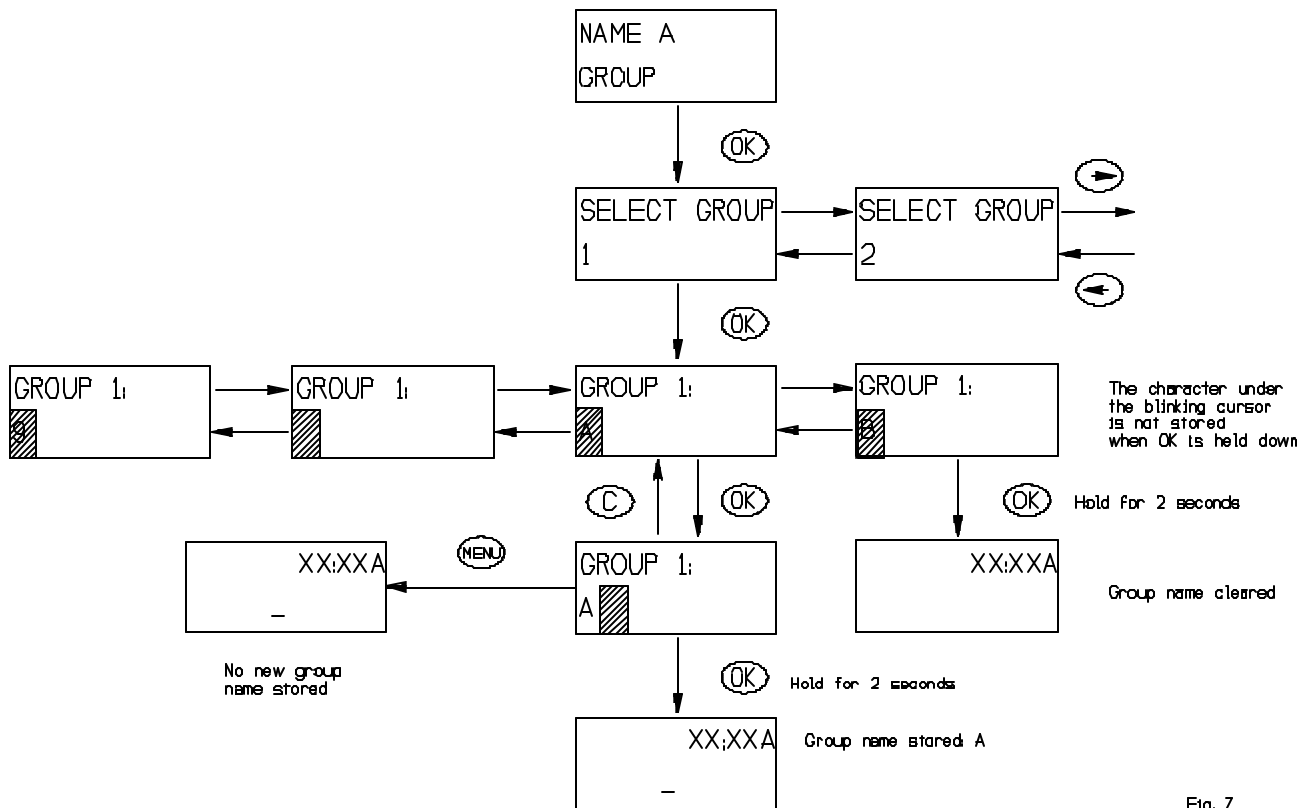 NAME A
GROUP
OK
SELECT GROUP
1
SELECT GROUP
2
OK
GROUP 1:
9
GROUP 1:
GROUP 1:
A
GROUP 1:
B
The character under
the blinking cursor
is not stored
when OK is held down
C
OK
OK
Hold for 2 seconds
MENU
XX:XXA
_
GROUP 1:
A
XX:XXA
Group name cleared
No new group
name stored
OK
Hold for 2 seconds
XX:XXA
_
Group name stored: A
Fig. 7